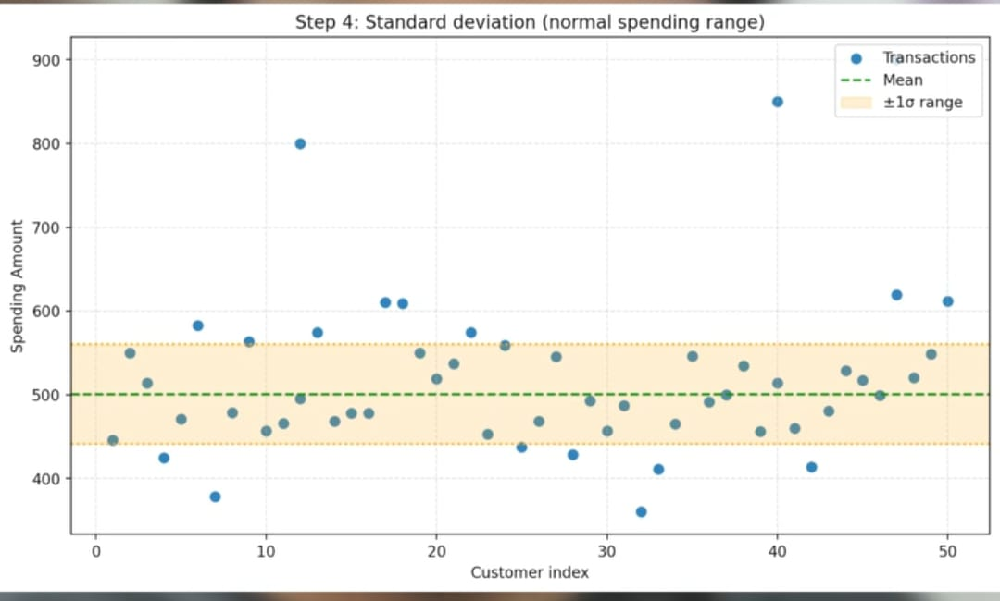 Step 4: Standard deviation (normal spending range)
Transactions
Mean
±1σ range
Spending Amount
900
800
700
600
500
400
0 10 20 30 40 50
Customer index